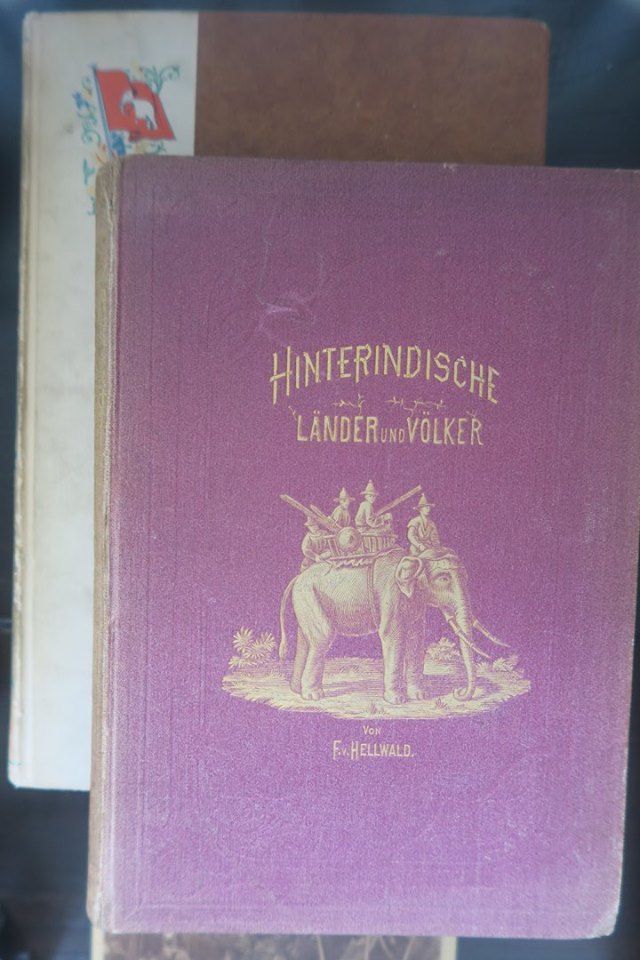 HINTERINDISCHE
LÄNDER UND VÖLKER
VON
F. v. HELLWALD.